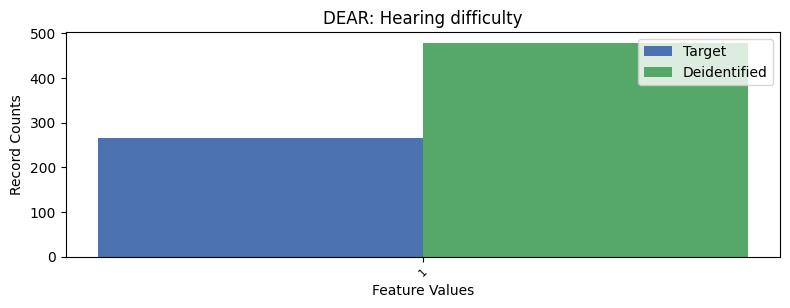 DEAR: Hearing difficulty
Target
Deidentified
Record Counts
500
400
300
200
100
0
1
Feature Values